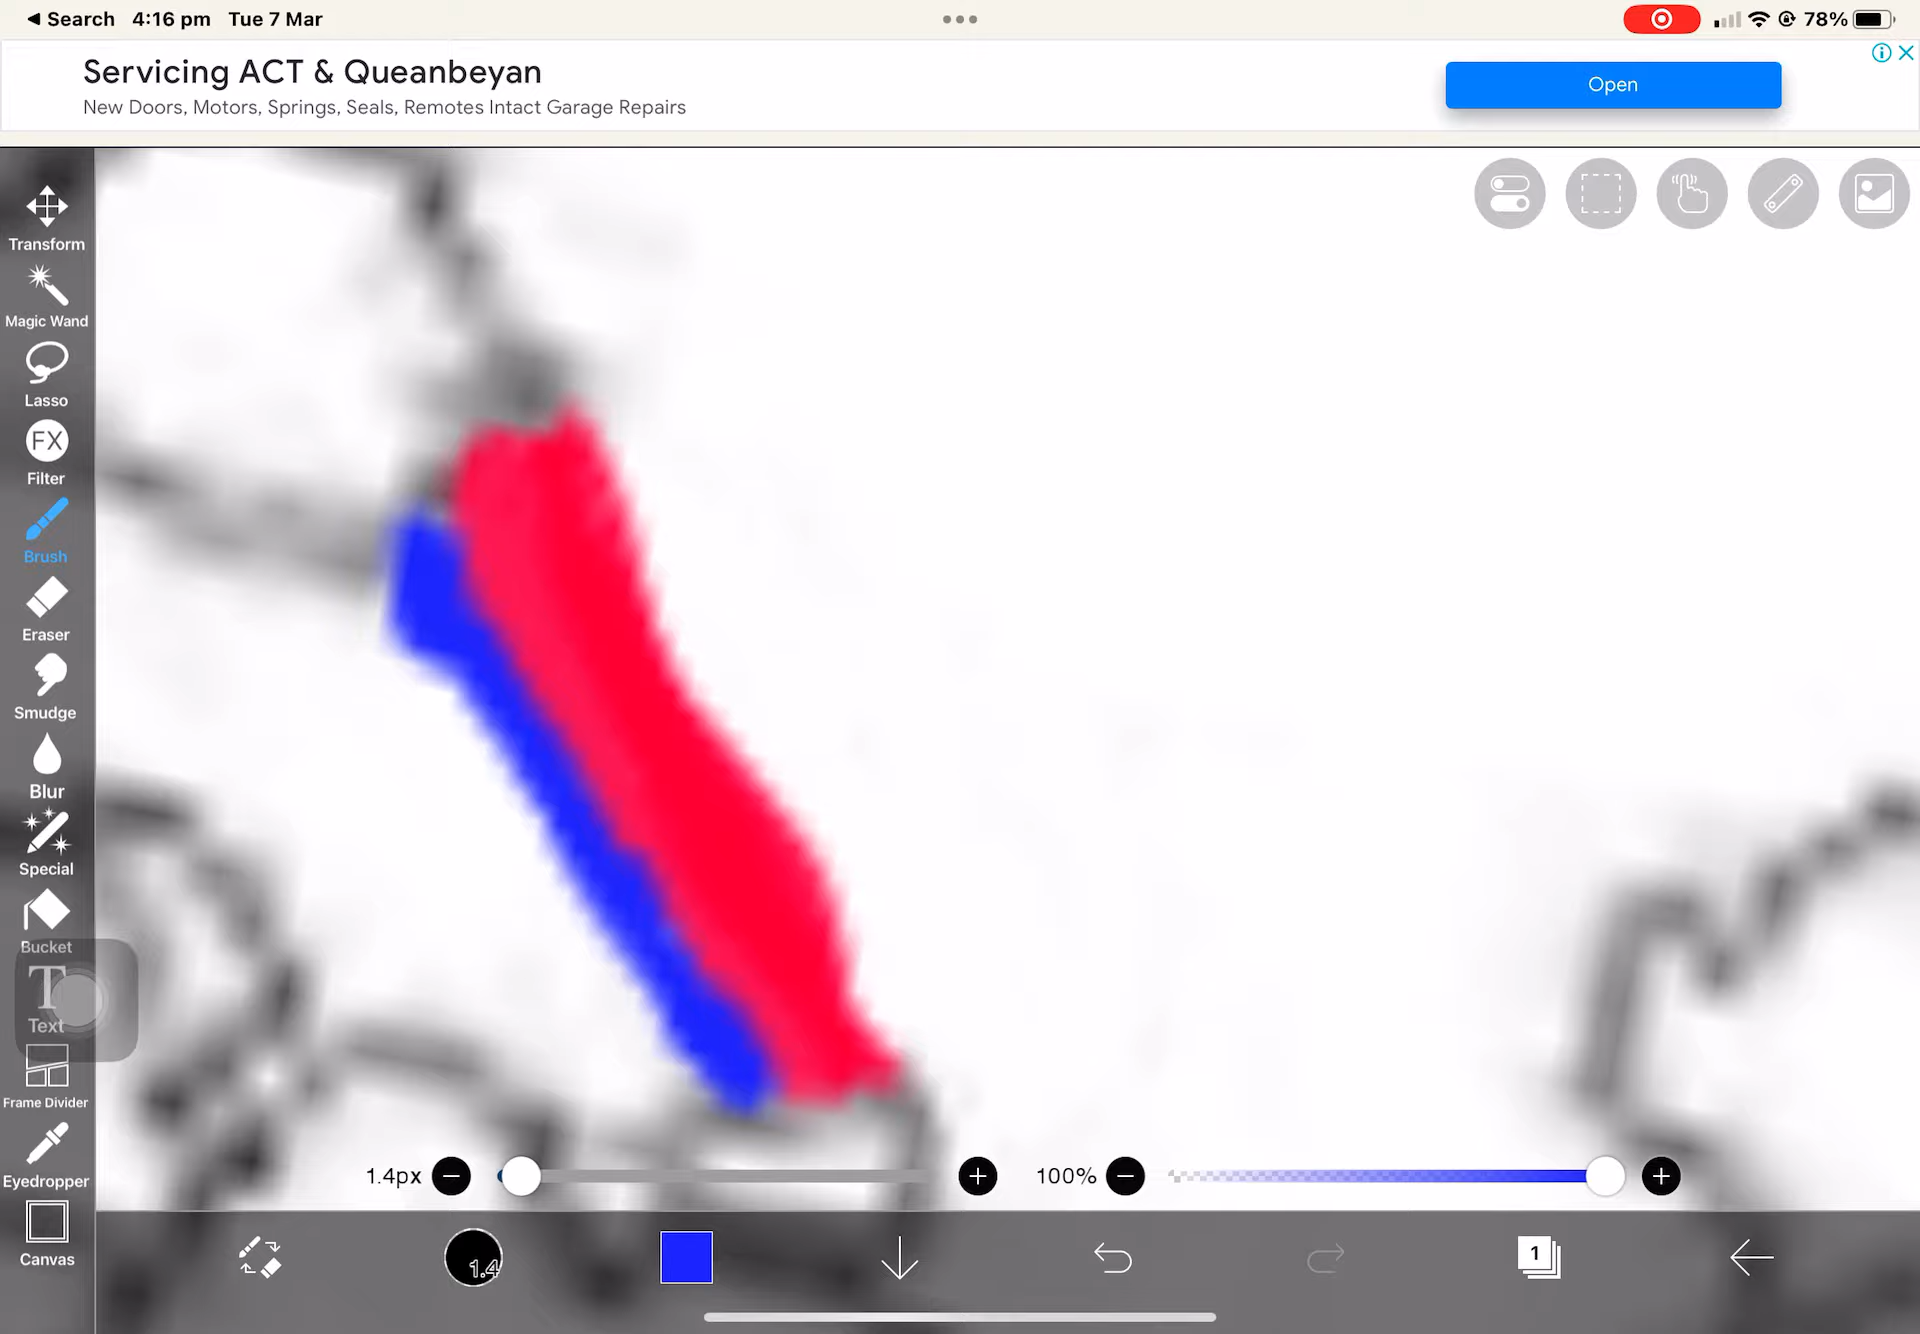 Search 4:16 pm Tue 7 Mar
78%
Servicing ACT & Queanbeyan
New Doors, Motors, Springs, Seals, Remotes Intact Garage Repairs
Open
Transform
Magic Wand
Lasso
FX
Filter
Brush
Eraser
Smudge
Blur
Special
Bucket
T
Text
Frame Divider
Eyedropper
Canvas
1.4px
100%
1.4
1